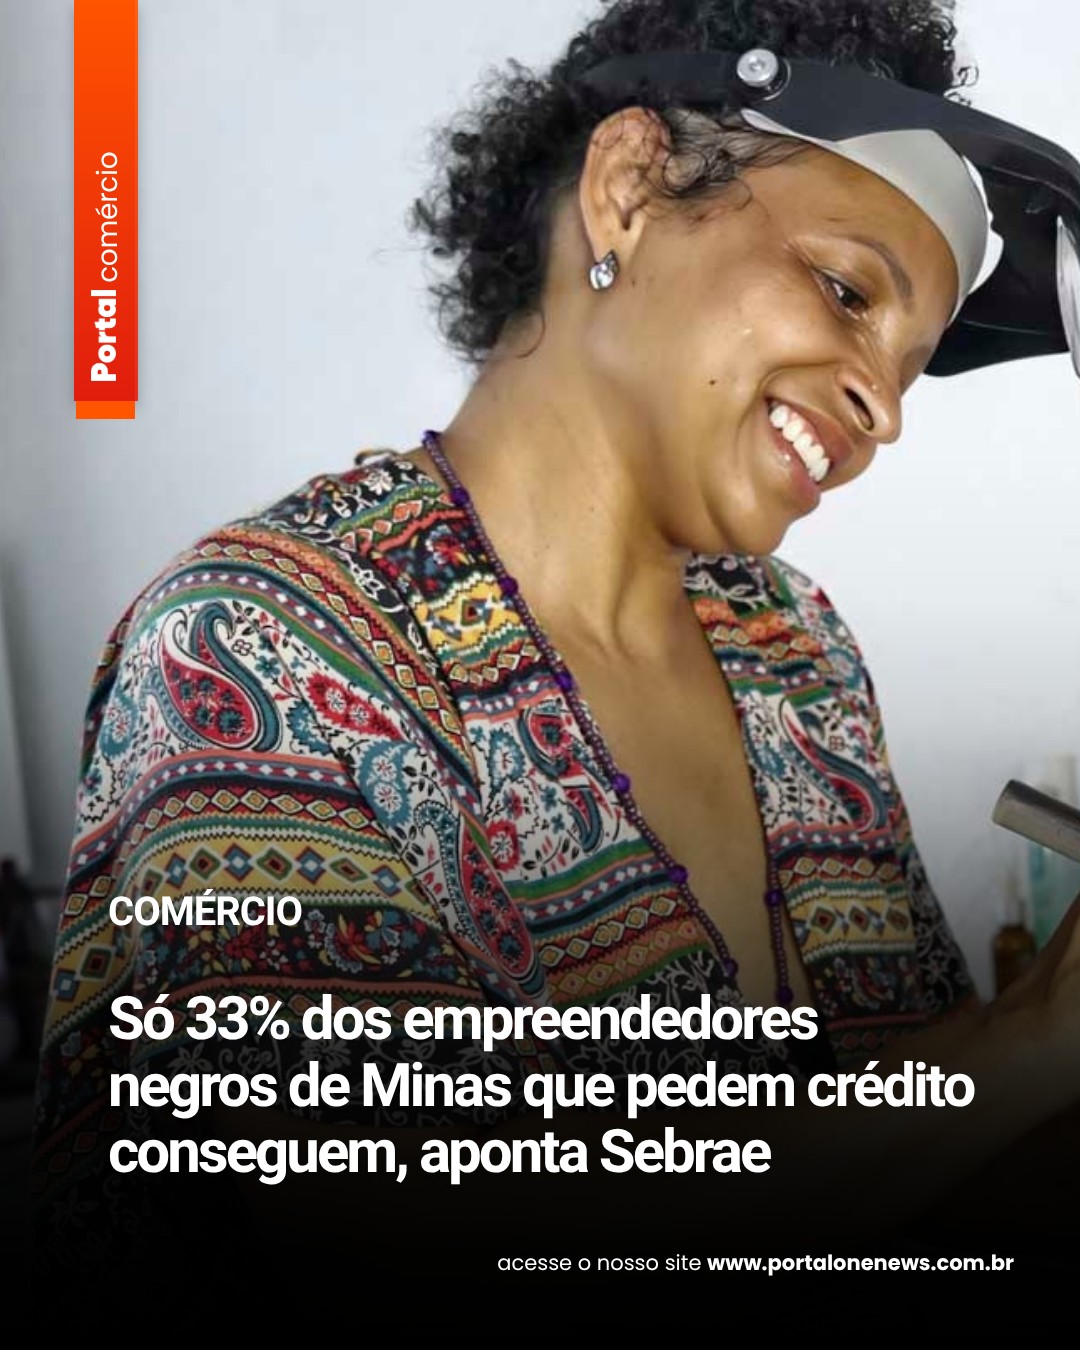 Portal comércio
COMÉRCIO
Só 33% dos empreendedores
negros de Minas que pedem crédito
conseguem, aponta Sebrae
acesse o nosso site www.portalonenews.com.br